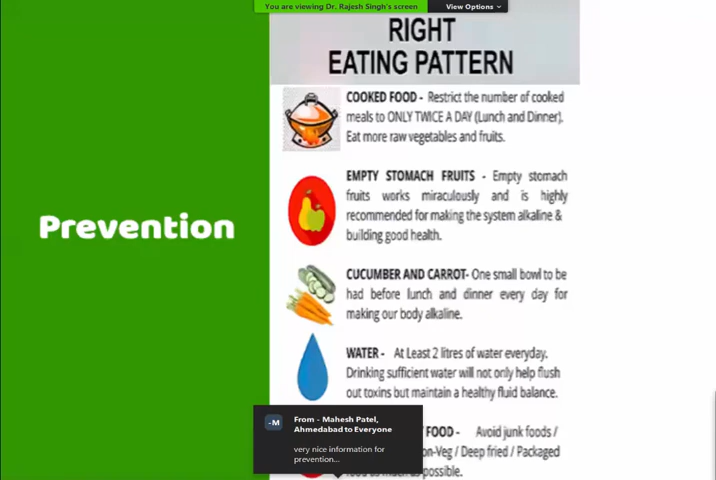 You are viewing Dr. Rajesh Singh's screen
View Options
RIGHT
EATING PATTERN
Prevention
COOKED FOOD - Restrict the number of cooked
meals to ONLY TWICE A DAY (Lunch and Dinner).
Eat more raw vegetables and fruits.
EMPTY STOMACH FRUITS - Empty stomach
fruits works miraculously and is highly
recommended for making the system alkaline &
building good health.
CUCUMBER AND CARROT- One small bowl to be
had before lunch and dinner every day for
making our body alkaline.
WATER - At Least 2 litres of water everyday.
Drinking sufficient water will not only help flush
out toxins but maintain a healthy fluid balance.
FOOD - Avoid junk foods /
on-Veg / Deep fried / Packaged
possible.
-M
From - Mahesh Patel,
Ahmedabad to Everyone
very nice information for
prevention...